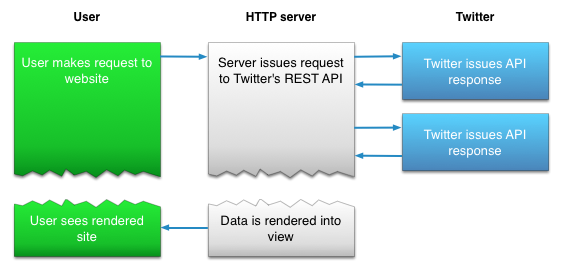 User
HTTP server
Twitter
User makes request to
website
Server issues request
to Twitter's REST API
Twitter issues API
response
Twitter issues API
response
User sees rendered
site
Data is rendered into
view